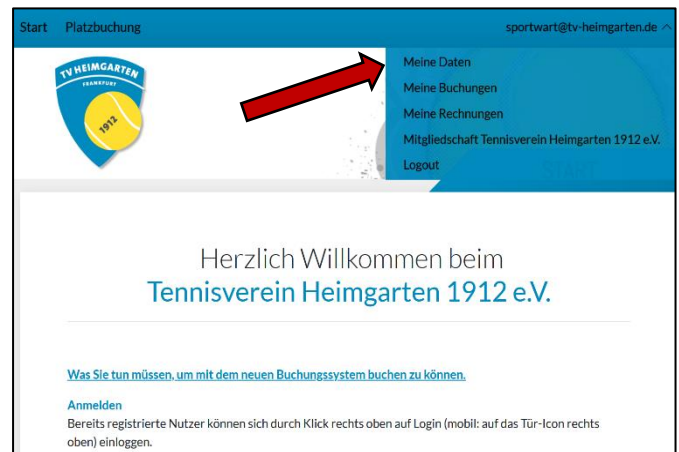 Start Platzbuchung sportwart@tv-heimgarten.de
TV HEIMGARTEN
FRANKFURT
1912
Meine Daten
Meine Buchungen
Meine Rechnungen
Mitgliedschaft Tennisverein Heimgarten 1912 e.V.
Logout
START
Herzlich Willkommen beim
Tennisverein Heimgarten 1912 e.V.
Was Sie tun müssen, um mit dem neuen Buchungssystem buchen zu können.
Anmelden
Bereits registrierte Nutzer können sich durch Klick rechts oben auf Login (mobil: auf das Tür-Icon rechts
oben) einloggen.